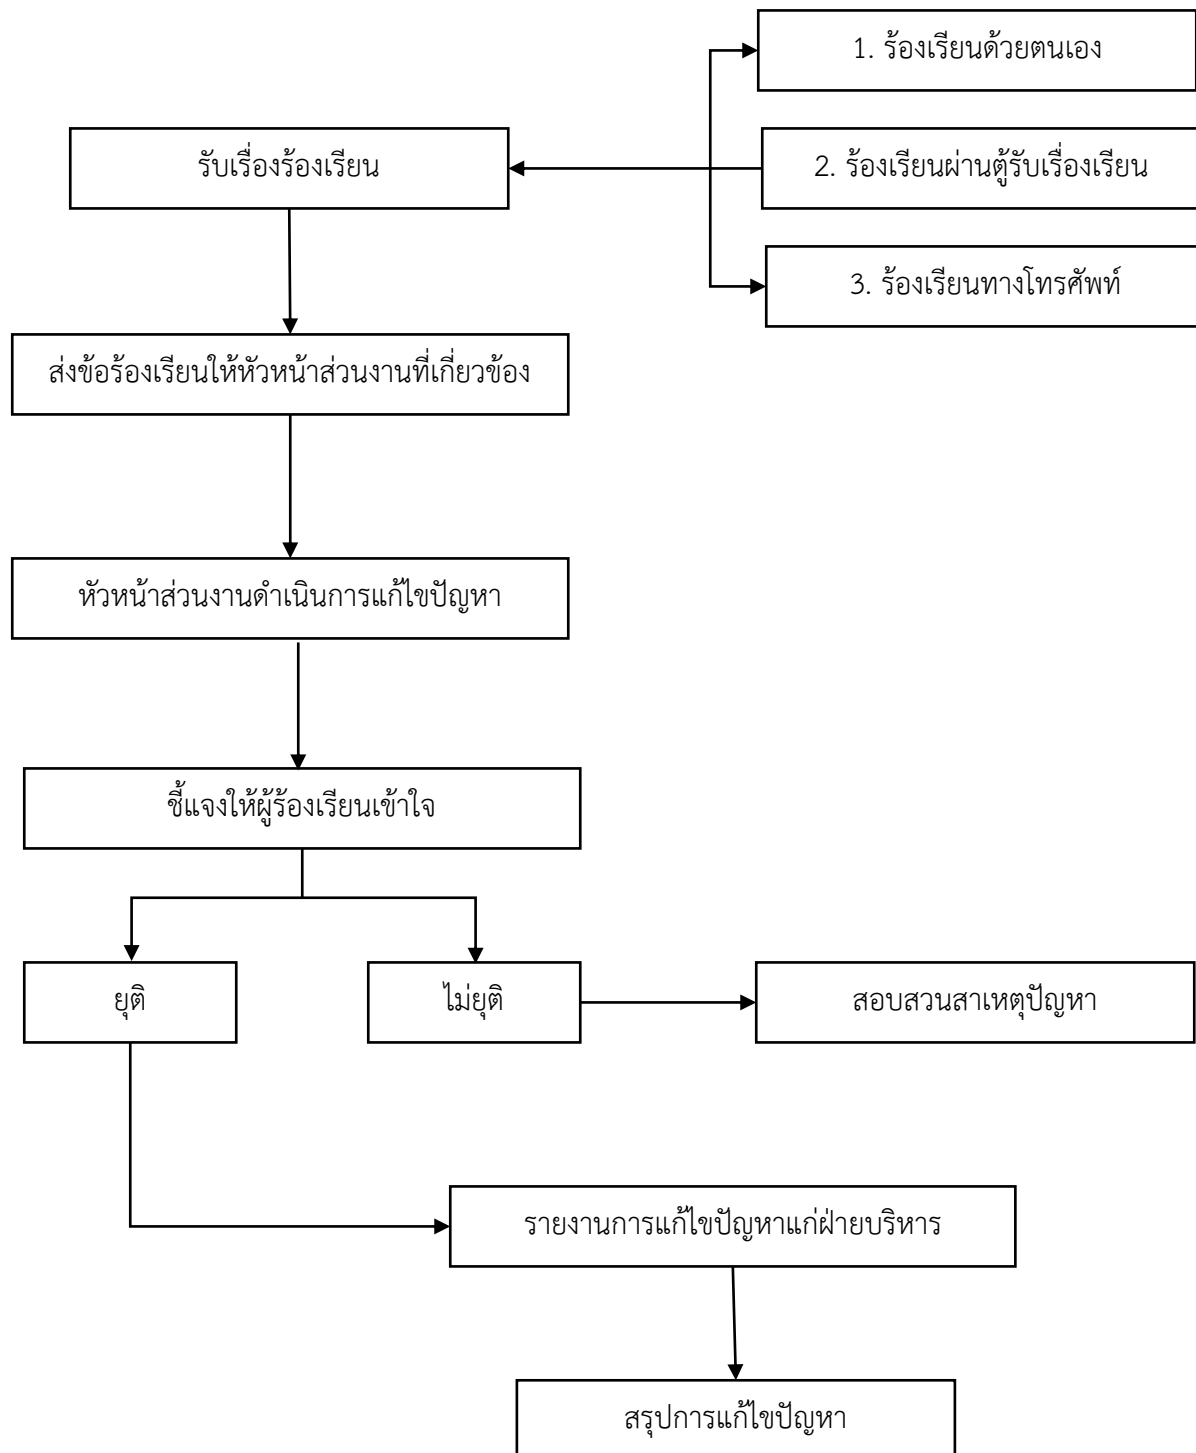 1. ร้องเรียนด้วยตนเอง
รับเรื่องร้องเรียน
2. ร้องเรียนผ่านตู้รับเรื่องเรียน
3. ร้องเรียนทางโทรศัพท์
ส่งข้อร้องเรียนให้หัวหน้าส่วนงานที่เกี่ยวข้อง
หัวหน้าส่วนงานดำเนินการแก้ไขปัญหา
ชี้แจงให้ผู้ร้องเรียนเข้าใจ
ยุติ
ไม่ยุติ
สอบสวนสาเหตุปัญหา
รายงานการแก้ไขปัญหาแก่ฝ่ายบริหาร
สรุปการแก้ไขปัญหา